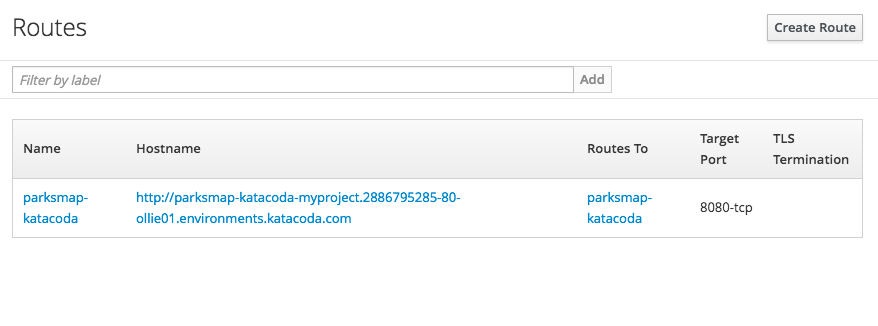 Routes
Create Route
Filter by label
Add
Name
Hostname
Routes To
Target
Port
TLS
Termination
parksmap-
katacoda
http://parksmap-katacoda-myproject.2886795285-80-
ollie01.environments.katacoda.com
parksmap-
katacoda
8080-tcp